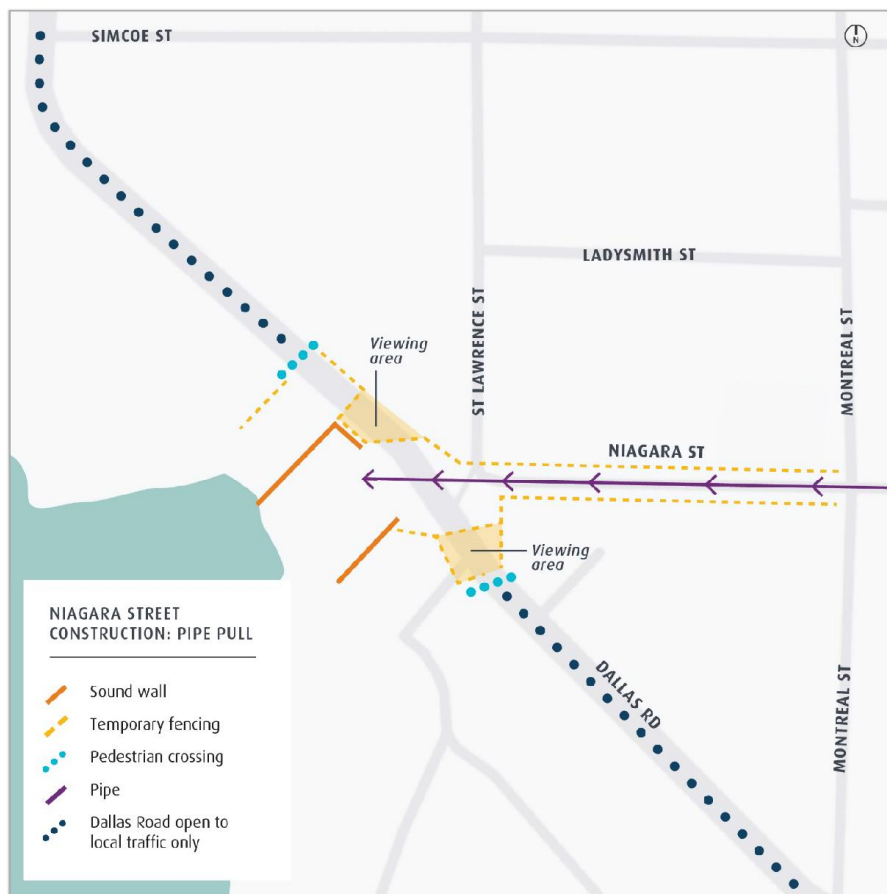 SIMCOE ST
N
LADYSMITH ST
ST LAWRENCE ST
MONTREAL ST
Viewing
area
NIAGARA ST
Viewing
area
DALLAS RD
MONTREAL ST
NIAGARA STREET
CONSTRUCTION: PIPE PULL
Sound wall
Temporary fencing
Pedestrian crossing
Pipe
Dallas Road open to
local traffic only